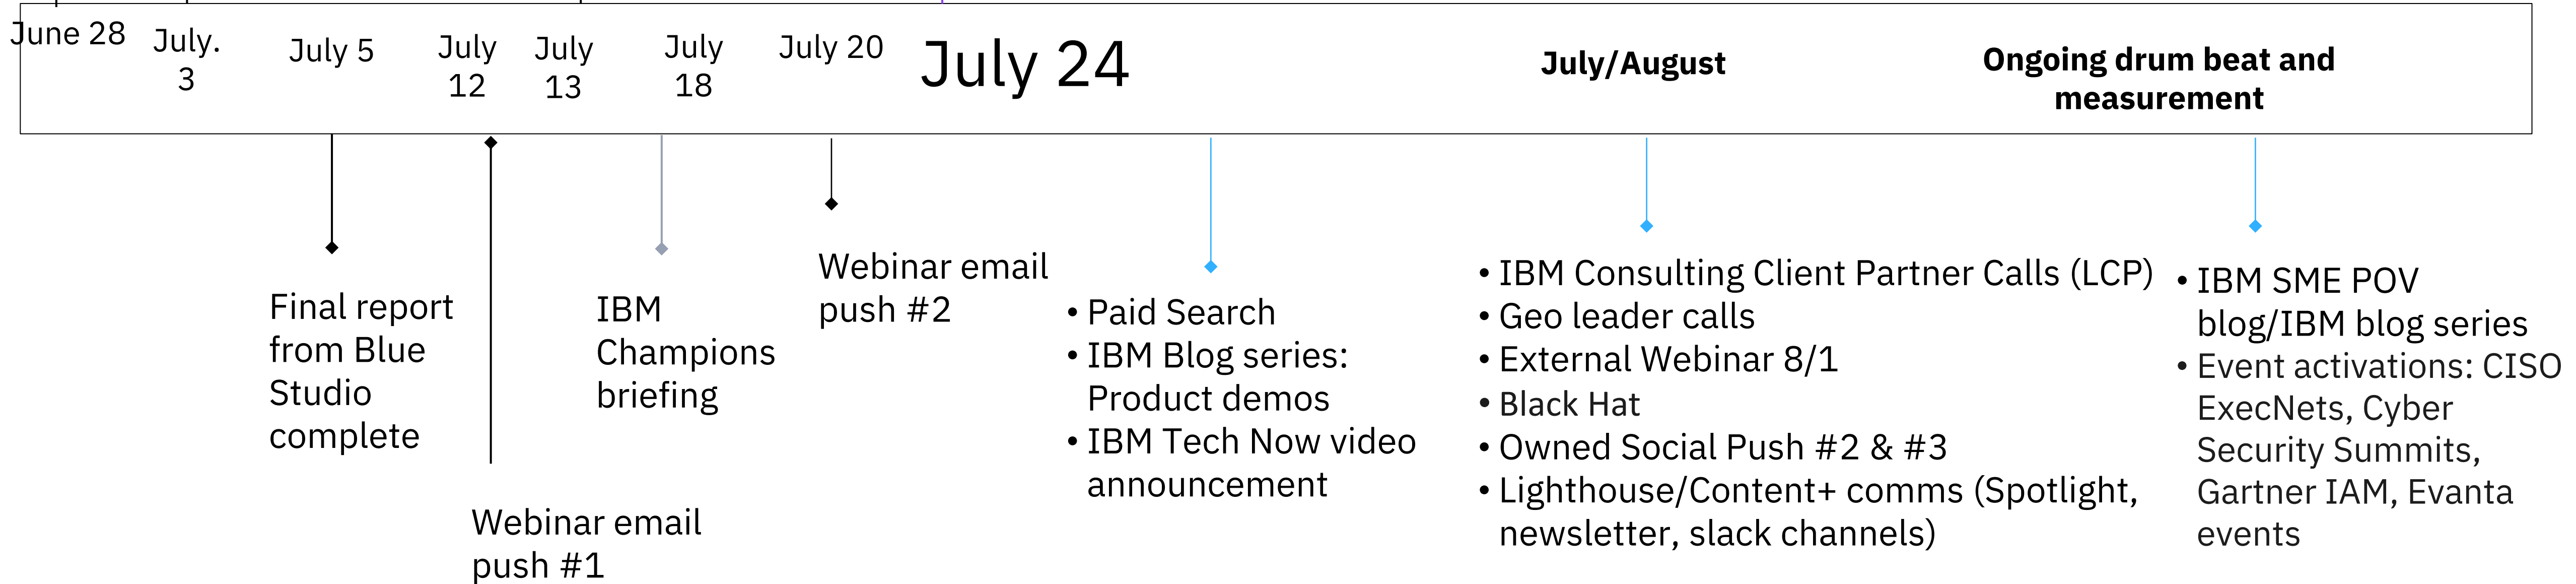 June 28
July.
3
July 5
July
12
July
13
July
18
July 20
July 24
July/August
Ongoing drum beat and
measurement
Final report
from Blue
Studio
complete
Webinar email
push #1
IBM
Champions
briefing
Webinar email
push #2
• Paid Search
• IBM Blog series:
Product demos
• IBM Tech Now video
announcement
• IBM Consulting Client Partner Calls (LCP)
• Geo leader calls
• External Webinar 8/1
• Black Hat
• Owned Social Push #2 & #3
• Lighthouse/Content+ comms (Spotlight,
newsletter, slack channels)
• IBM SME POV
blog/IBM blog series
• Event activations: CISO
ExecNets, Cyber
Security Summits,
Gartner IAM, Evanta
events